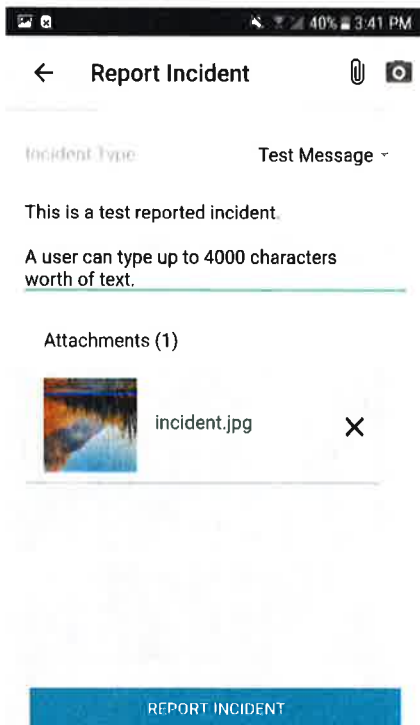 40% 3:41 PM
Report Incident
Incident Type
Test Message
This is a test reported incident.
A user can type up to 4000 characters
worth of text.
Attachments (1)
incident.jpg
REPORT INCIDENT